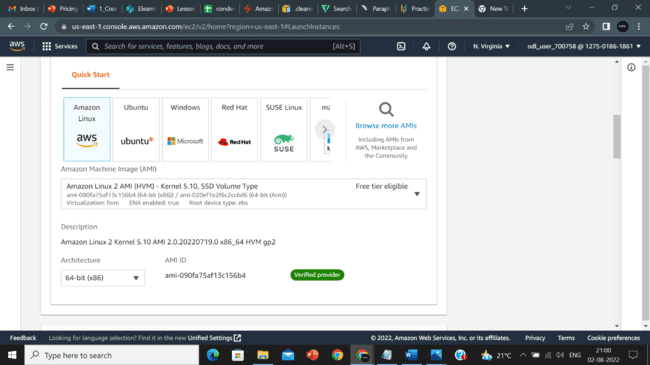 Inbox
Pricing
1_Crea
Elearn
Lesson
conde
Amazo
.clean
Search
Paraph
Practic
EC
New T
us-east-1.console.aws.amazon.com/ec2/v2/home?region=us-east-1#LaunchInstances:
aws
Services
Search for services, features, blogs, docs, and more
[Alt+S]
N. Virginia
odl_user_700758 @ 1275-0186-1861
Quick Start
Amazon Linux
Ubuntu
Windows
Red Hat
SUSE Linux
ma
aws
ubuntu
Microsoft
Red Hat
SUSE
M
Browse more AMIs
Including AMIs from
AWS, Marketplace and
the Community
Amazon Machine Image (AMI)
Amazon Linux 2 AMI (HVM) - Kernel 5.10, SSD Volume Type
Free tier eligible
ami-090fa75af13c156b4 (64-bit (x86)) / ami-020ef1e2f6c2cc6d6 (64-bit (Arm))
Virtualization: hvm ENA enabled: true Root device type: ebs
Description
Amazon Linux 2 Kernel 5.10 AMI 2.0.20220719.0 x86_64 HVM gp2
Architecture
AMI ID
64-bit (x86)
ami-090fa75af13c156b4
Verified provider
Feedback
Looking for language selection? Find it in the new Unified Settings
© 2022, Amazon Web Services, Inc. or its affiliates.
Privacy
Terms
Cookie preferences
Type here to search
21°C
ENG
21:00
02-08-2022